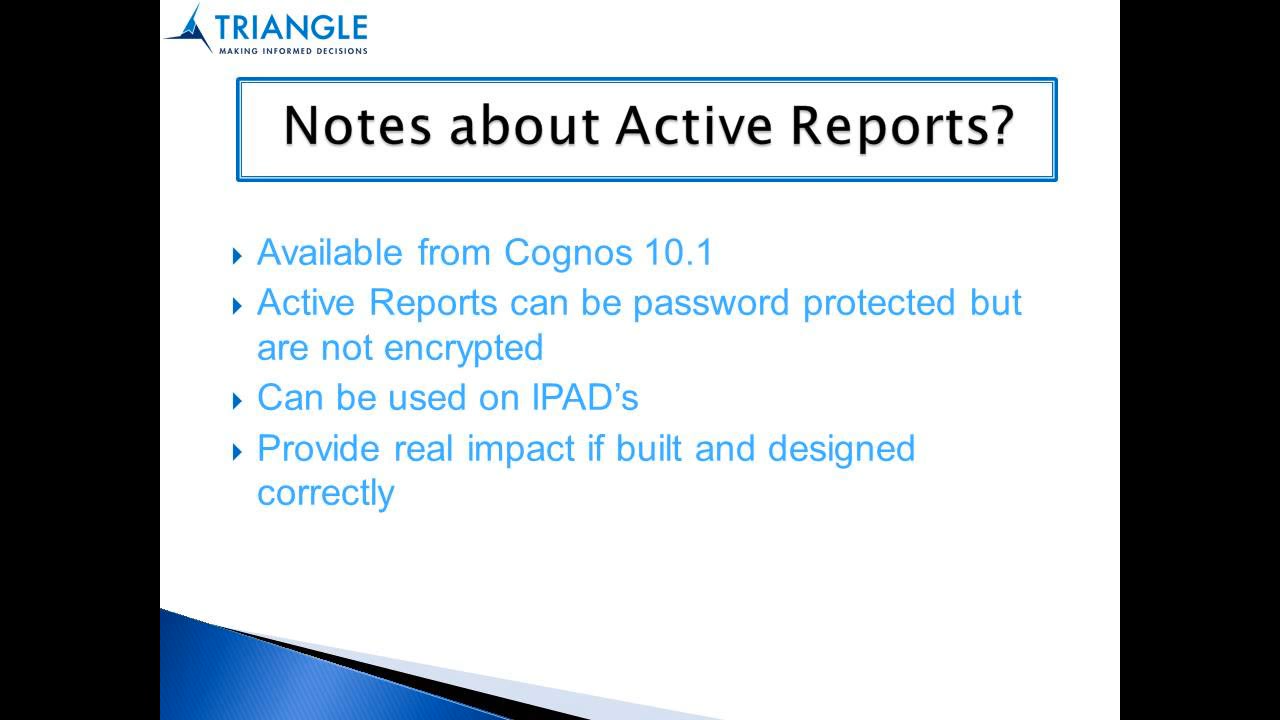 TRIANGLE
MAKING INFORMED DECISIONS
Notes about Active Reports?
Available from Cognos 10.1
Active Reports can be password protected but
are not encrypted
Can be used on IPAD’s
Provide real impact if built and designed
correctly